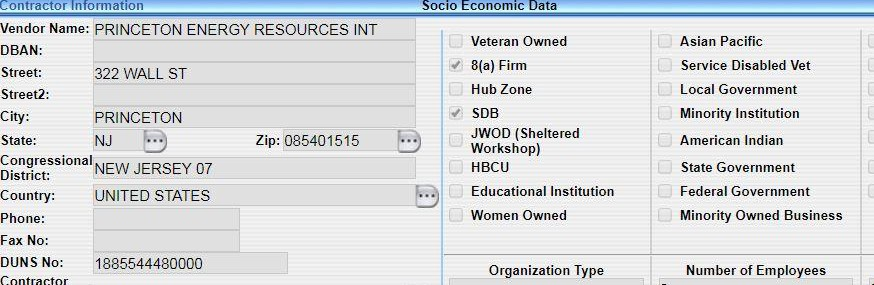 Contractor Information
Socio Economic Data
Vendor Name: PRINCETON ENERGY RESOURCES INT
DBAN:
Street: 322 WALL ST
Street2:
City: PRINCETON
State: NJ ... Zip: 085401515 ...
Congressional District: NEW JERSEY 07
Country: UNITED STATES ...
Phone:
Fax No:
DUNS No: 1885544480000
Contractor
Veteran Owned
8(a) Firm
Hub Zone
SDB
JWOD (Sheltered
Workshop)
HBCU
Educational Institution
Women Owned
Asian Pacific
Service Disabled Vet
Local Government
Minority Institution
American Indian
State Government
Federal Government
Minority Owned Business
Organization Type
Number of Employees